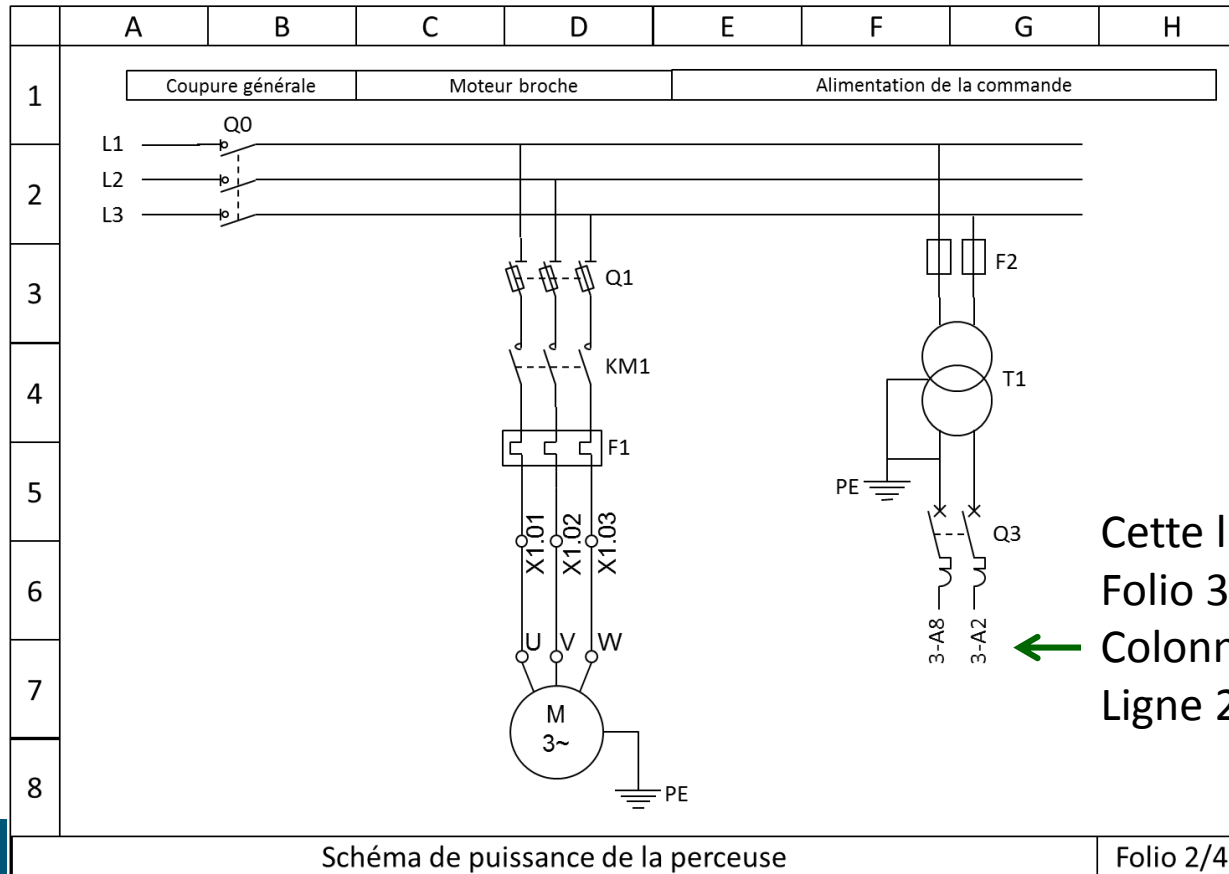 A B C D E F G H
1
Coupure générale Moteur broche Alimentation de la commande
Q0
L1
2
L2
L3
3
Q1
F2
4
KM1
T1
F1
5
PE
X1.01 X1.02 X1.03
Q3
6
3-A8 3-A2
Cette
Folio 3
Ligne 2
U V W
7
M
3~
8
PE
Schéma de puissance de la perceuse
Folio 2/4